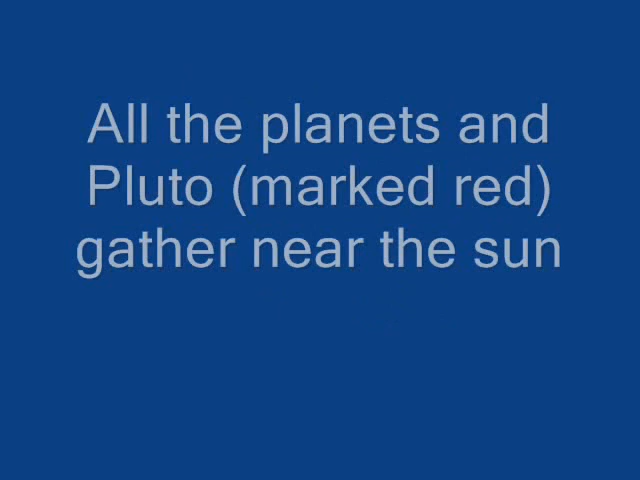 All the planets and
Pluto (marked red)
gather near the sun